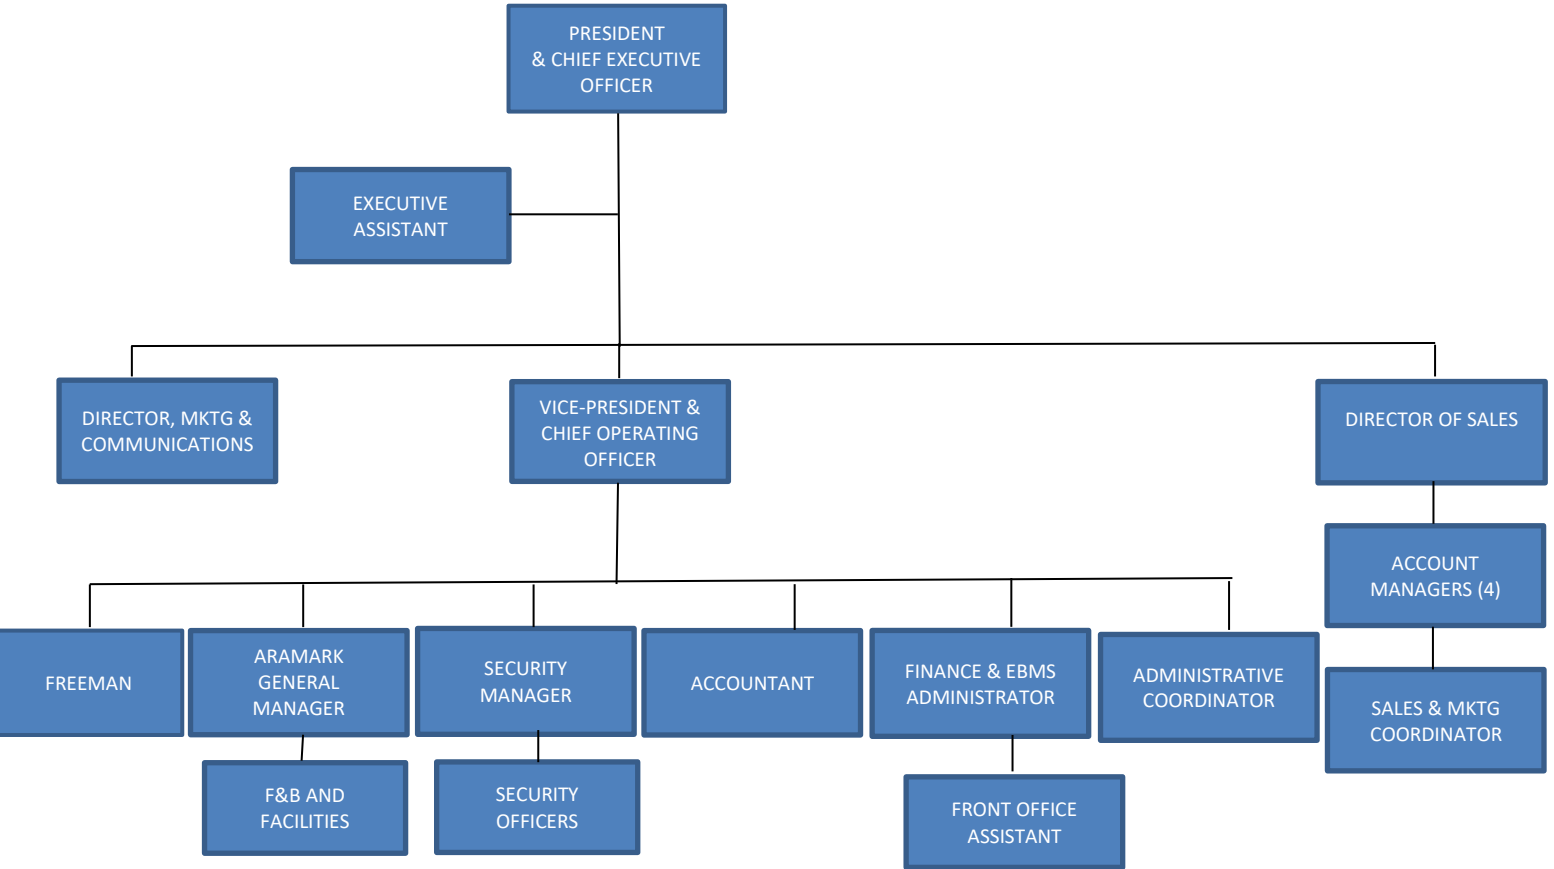 PRESIDENT
& CHIEF EXECUTIVE
OFFICER
EXECUTIVE
ASSISTANT
DIRECTOR, MKTG &
COMMUNICATIONS
VICE-PRESIDENT &
CHIEF OPERATING
OFFICER
DIRECTOR OF SALES
ACCOUNT
MANAGERS (4)
FREEMAN
ARAMARK
GENERAL
MANAGER
SECURITY
MANAGER
ACCOUNTANT
FINANCE & EBMS
ADMINISTRATOR
ADMINISTRATIVE
COORDINATOR
SALES & MKTG
COORDINATOR
F&B AND
FACILITIES
SECURITY
OFFICERS
FRONT OFFICE
ASSISTANT